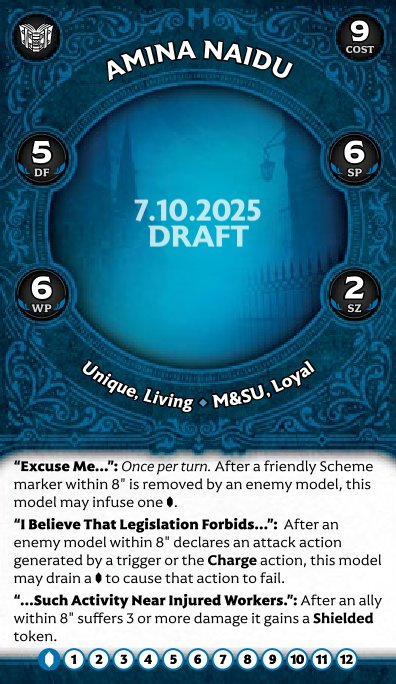 AMINA NAIDU
9
COST
5
DF
6
SP
7.10.2025
DRAFT
6
WP
2
SZ
Unique, Living ◆ M&SU, Loyal
“Excuse Me...”: Once per turn. After a friendly Scheme
marker within 8" is removed by an enemy model, this
model may infuse one ⬮.
“I Believe That Legislation Forbids...”: After an
enemy model within 8" declares an attack action
generated by a trigger or the Charge action, this model
may drain a ⬮ to cause that action to fail.
“...Such Activity Near Injured Workers.”: After an ally
within 8" suffers 3 or more damage it gains a Shielded
token.
1 2 3 4 5 6 7 8 9 10 11 12